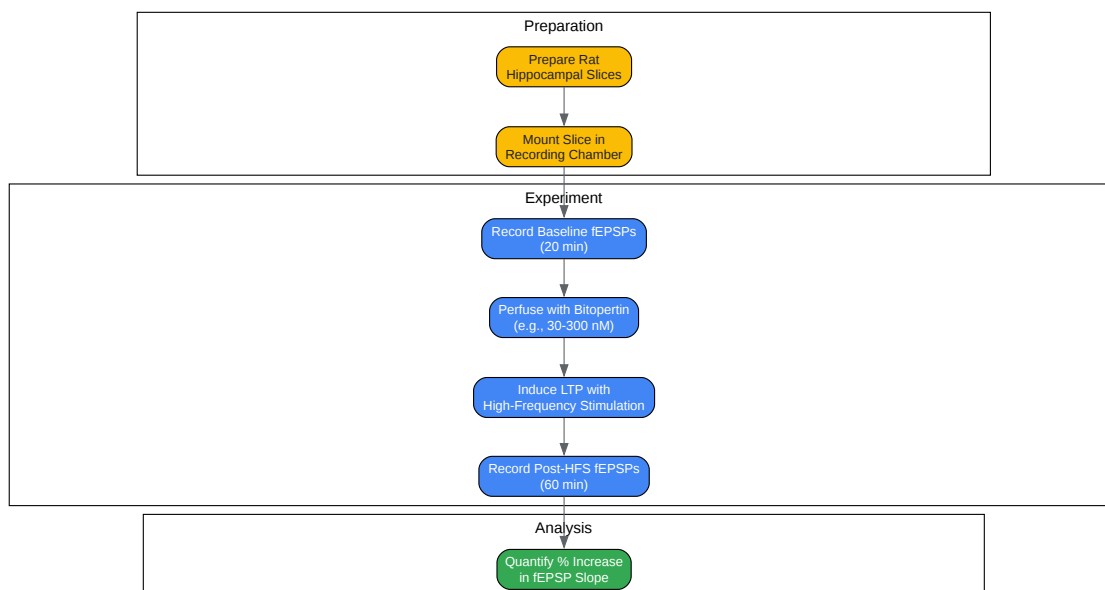 Preparation
Prepare Rat
Hippocampal Slices
Mount Slice in
Recording Chamber
Experiment
Record Baseline fEPSPs
(20 min)
Perfuse with Bitopertin
(e.g., 30-300 nM)
Induce LTP with
High-Frequency Stimulation
Record Post-HFS fEPSPs
(60 min)
Analysis
Quantify % Increase
in fEPSP Slope